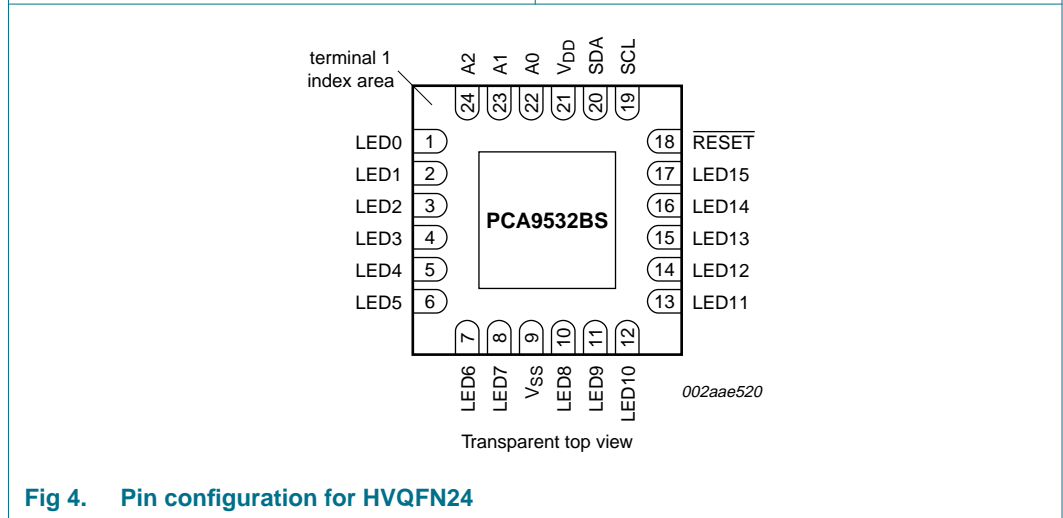 terminal 1
index area
A2
A1
A0
VDD
SDA
SCL
24
23
22
21
20
19
LED0 1
18 RESET
LED1 2
17 LED15
LED2 3
16 LED14
LED3 4
15 LED13
LED4 5
14 LED12
LED5 6
13 LED11
PCA9532BS
7
8
9
10
11
12
LED6
LED7
VSS
LED8
LED9
LED10
002aae520
Transparent top view
Fig 4. Pin configuration for HVQFN24